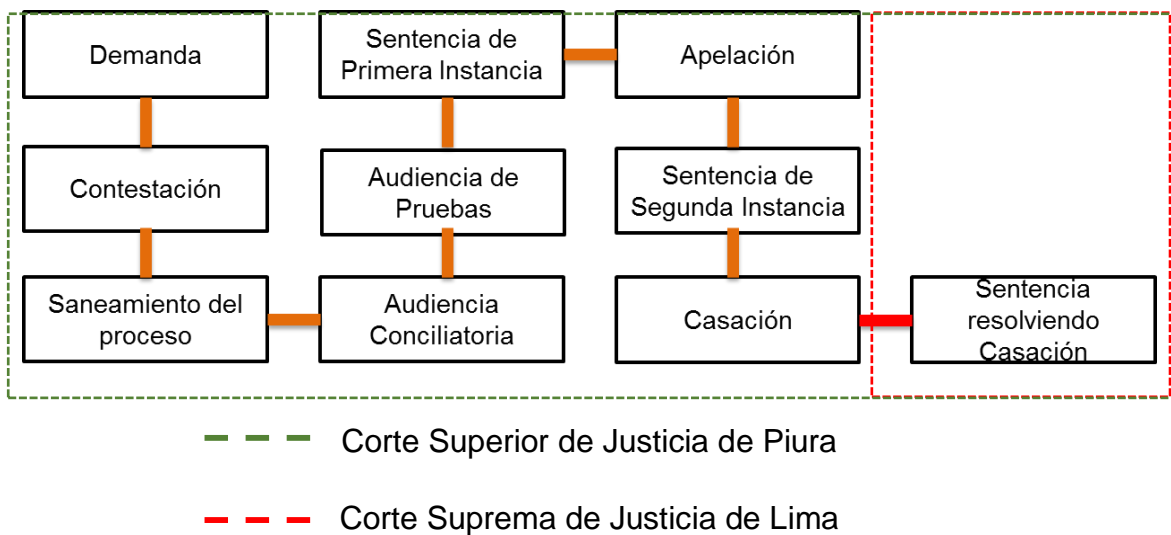 Demanda
Contestación
Saneamiento del
proceso
Audiencia
Conciliatoria
Audiencia de
Pruebas
Sentencia de
Primera Instancia
Apelación
Sentencia de
Segunda Instancia
Casación
Sentencia
resolviendo
Casación
Corte Superior de Justicia de Piura
Corte Suprema de Justicia de Lima